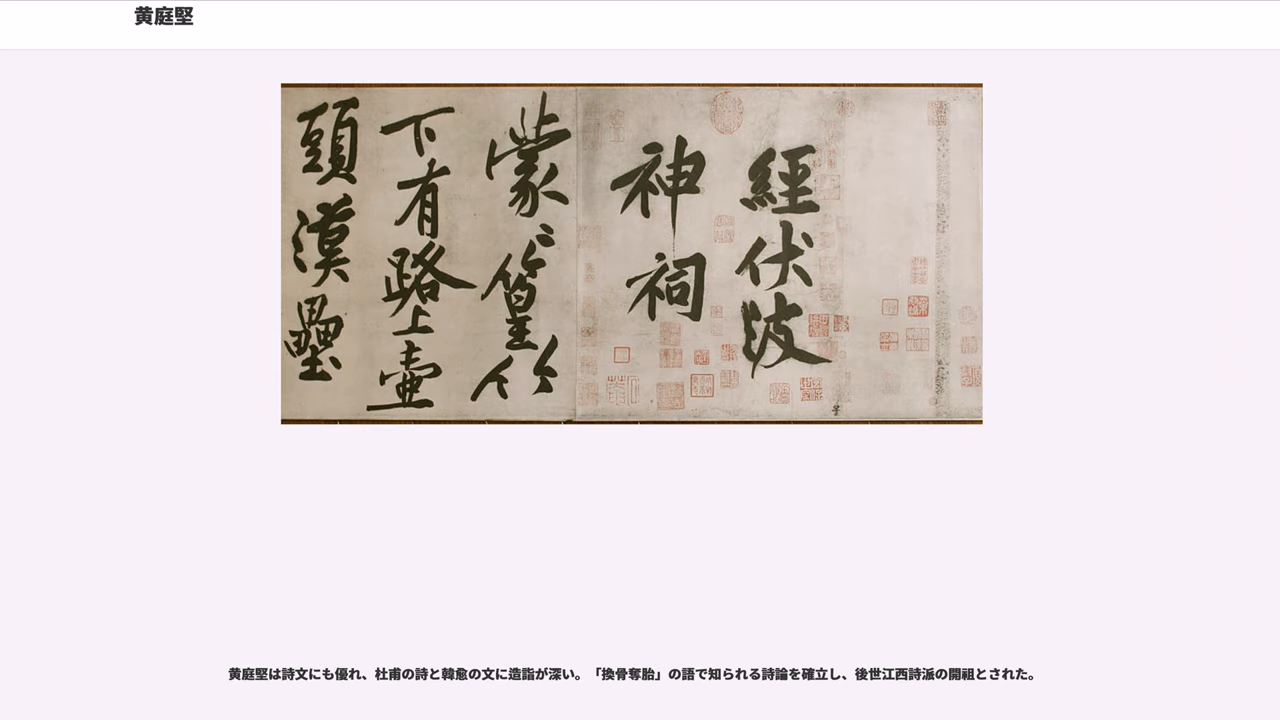 黄庭堅
經伏波
神祠
蒙〻篁竹
下有路上壷
頭漢壘
黄庭堅は詩文にも優れ、杜甫の詩と韓愈の文に造詣が深い。「換骨奪胎」の語で知られる詩論を確立し、後世江西詩派の開祖とされた。